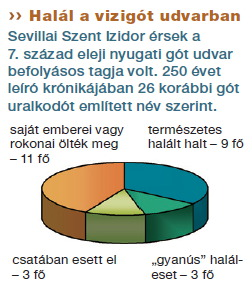 ›› Halál a vizigót udvarban
Sevillai Szent Izidor érsek a
7. század eleji nyugati gót udvar
befolyásos tagja volt. 250 évet
leíró krónikájában 26 korábbi gót
uralkodót említett név szerint.
saját emberei vagy
rokonai ölték meg
– 11 fő
természetes
halált halt – 9 fő
csatában esett el
– 3 fő
„gyanús” halál-
eset – 3 fő